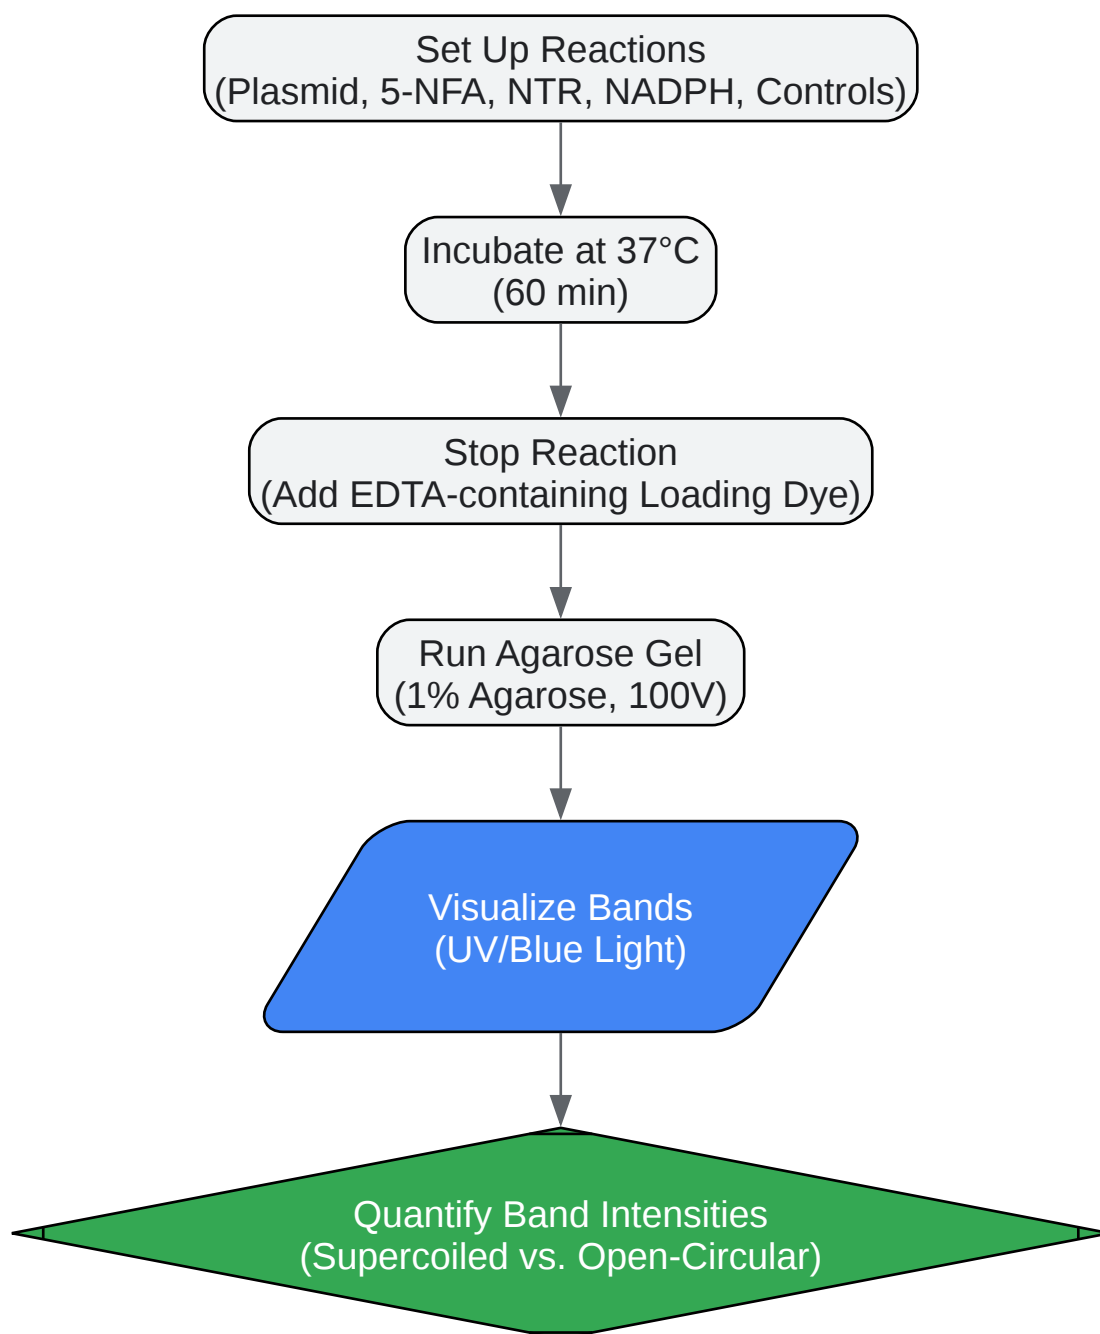 Set Up Reactions
(Plasmid, 5-NFA, NTR, NADPH, Controls)
Incubate at 37°C
(60 min)
Stop Reaction
(Add EDTA-containing Loading Dye)
Run Agarose Gel
(1% Agarose, 100V)
Visualize Bands
(UV/Blue Light)
Quantify Band Intensities
(Supercoiled vs. Open-Circular)